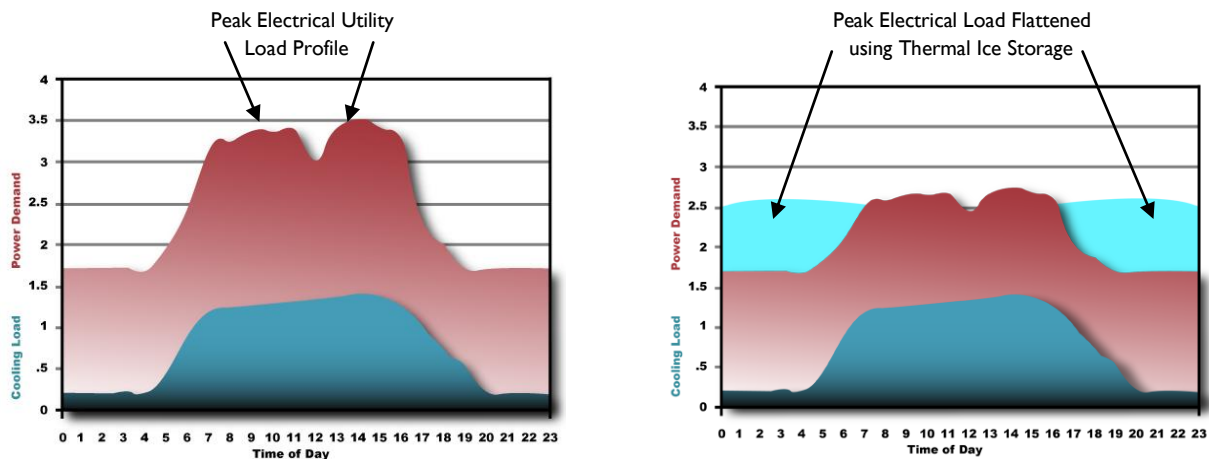 Peak Electrical Utility
Load Profile
4
3.5
3
2.5
2
1.5
1
.5
0
Power Demand
Cooling Load
0 1 2 3 4 5 6 7 8 9 10 11 12 13 14 15 16 17 18 19 20 21 22 23
Time of Day
Peak Electrical Load Flattened
using Thermal Ice Storage
4
3.5
3
2.5
2
1.5
1
.5
0
Power Demand
Cooling Load
0 1 2 3 4 5 6 7 8 9 10 11 12 13 14 15 16 17 18 19 20 21 22 23
Time of Day